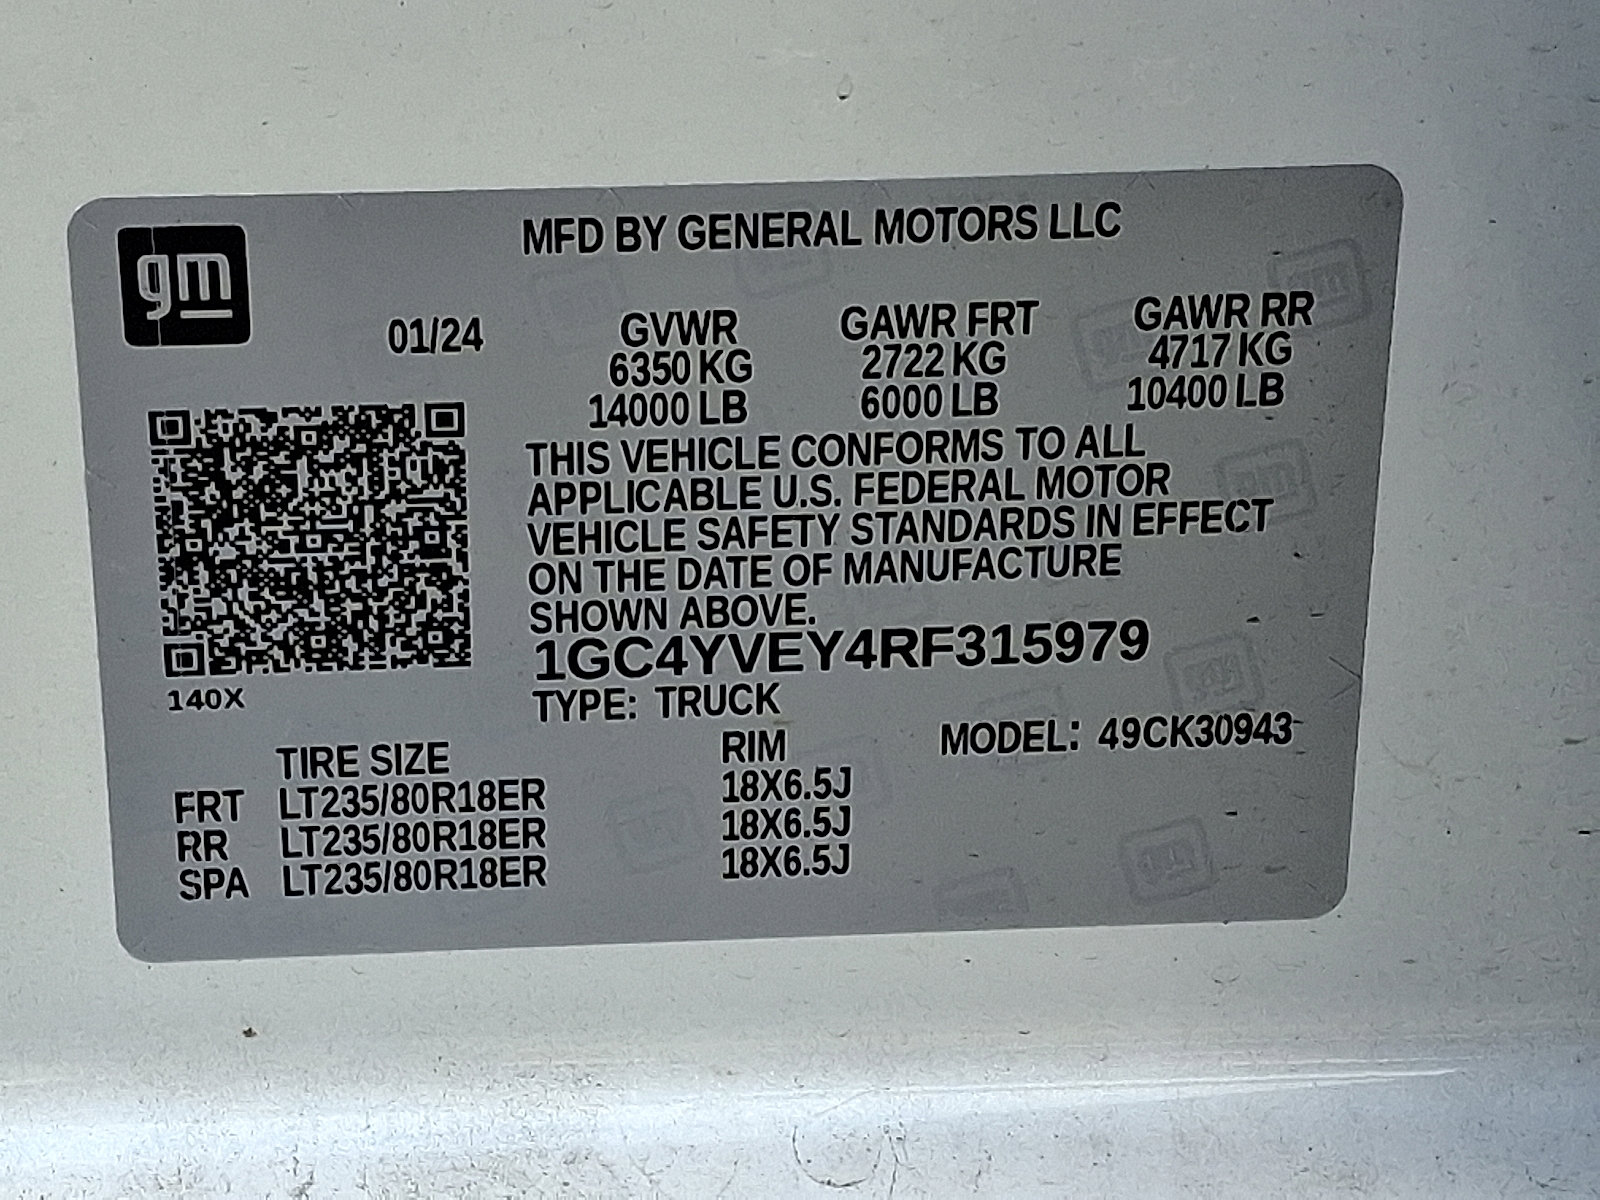 MFD BY GENERAL MOTORS LLC
gm
01/24 GVWR GAWR FRT GAWR RR
6350 KG 2722 KG 4717 KG
14000 LB 6000 LB 10400 LB
THIS VEHICLE CONFORMS TO ALL
APPLICABLE U.S. FEDERAL MOTOR
VEHICLE SAFETY STANDARDS IN EFFECT
ON THE DATE OF MANUFACTURE
SHOWN ABOVE.
1GC4YVEY4RF315979
140X
TYPE: TRUCK
MODEL: 49CK30943
TIRE SIZE RIM
FRT LT235/80R18ER 18X6.5J
RR LT235/80R18ER 18X6.5J
SPA LT235/80R18ER 18X6.5J